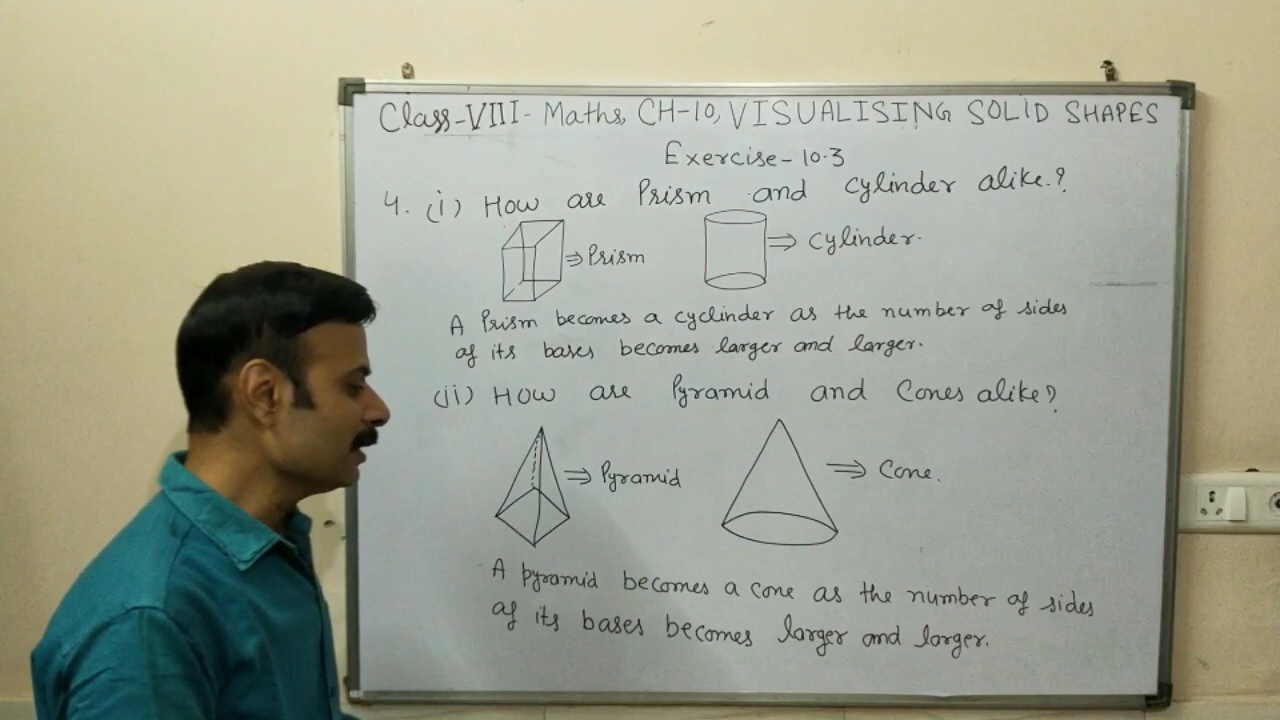 Class-VIII- Maths, CH-10, VISUALISING SOLID SHAPES
Exercise-10.3
4. (i) How are Prism and cylinder alike.?
⇒ Prism
⇒ cylinder.
A Prism becomes a cyclinder as the number of sides
of its bases becomes larger and larger.
(ii) How are Pyramid and Cones alike?
⇒ Pyramid
⇒ Cone.
A pyramid becomes a cone as the number of sides
of its bases becomes larger and larger.